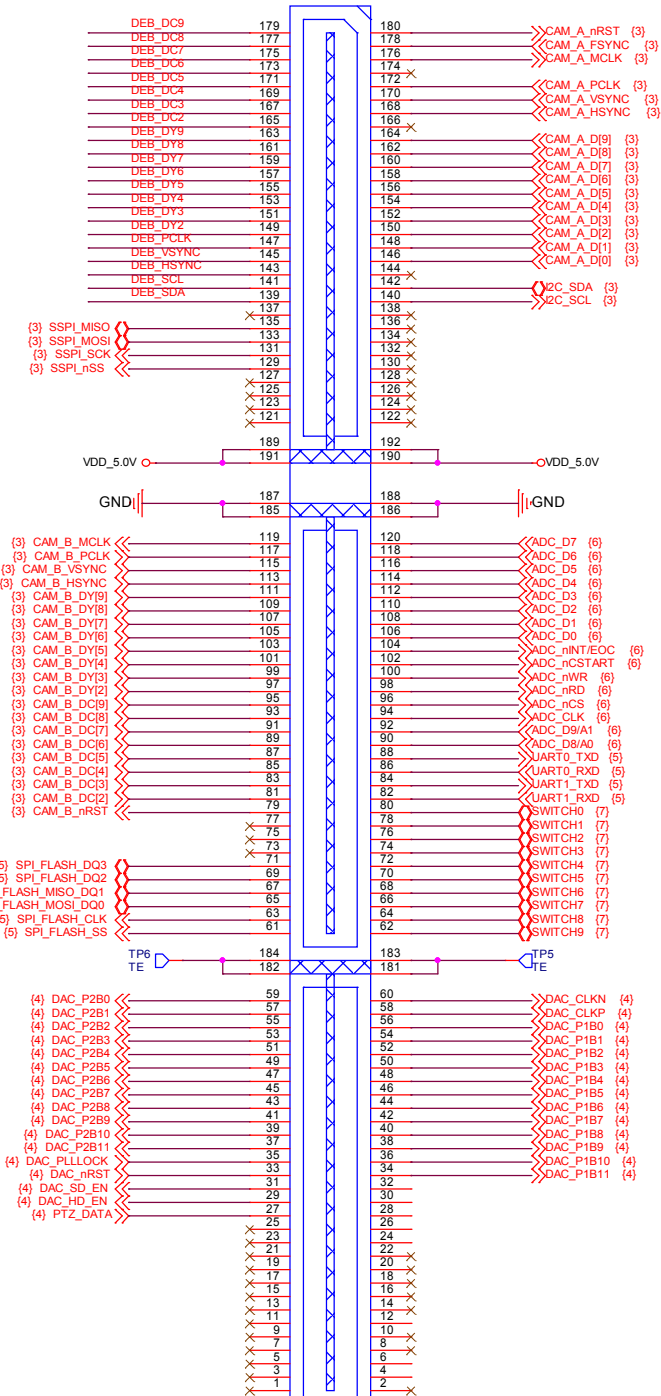 DEB_DC9 179 180 CAM_A_nRST {3}
DEB_DC8 177 178 CAM_A_FSYNC {3}
DEB_DC7 175 176 CAM_A_MCLK {3}
DEB_DC6 173 174
DEB_DC5 171 172 CAM_A_PCLK {3}
DEB_DC4 169 170 CAM_A_VSYNC {3}
DEB_DC3 167 168 CAM_A_HSYNC {3}
DEB_DC2 165 166
DEB_DY9 163 164 CAM_A_D[9] {3}
DEB_DY8 161 162 CAM_A_D[8] {3}
DEB_DY7 159 160 CAM_A_D[7] {3}
DEB_DY6 157 158 CAM_A_D[6] {3}
DEB_DY5 155 156 CAM_A_D[5] {3}
DEB_DY4 153 154 CAM_A_D[4] {3}
DEB_DY3 151 152 CAM_A_D[3] {3}
DEB_DY2 149 150 CAM_A_D[2] {3}
DEB_PCLK 147 148 CAM_A_D[1] {3}
DEB_VSYNC 145 146 CAM_A_D[0] {3}
DEB_HSYNC 143 144
DEB_SCL 141 142 I2C_SDA {3}
DEB_SDA 139 140 I2C_SCL {3}
137 138
{3} SSPI_MISO 135 136
{3} SSPI_MOSI 133 134
{3} SSPI_SCK 131 132
{3} SSPI_nSS 129 130
127 128
125 126
123 124
121 122
189 192
VDD_5.0V 191 190 VDD_5.0V
GND 187 188 GND
185 186
{3} CAM_B_MCLK 119 120 ADC_D7 {6}
{3} CAM_B_PCLK 117 118 ADC_D6 {6}
{3} CAM_B_VSYNC 115 116 ADC_D5 {6}
{3} CAM_B_HSYNC 113 114 ADC_D4 {6}
{3} CAM_B_DY[9] 111 112 ADC_D3 {6}
{3} CAM_B_DY[8] 109 110 ADC_D2 {6}
{3} CAM_B_DY[7] 107 108 ADC_D1 {6}
{3} CAM_B_DY[6] 105 106 ADC_D0 {6}
{3} CAM_B_DY[5] 103 104 ADC_nINT/EOC {6}
{3} CAM_B_DY[4] 101 102 ADC_nCSTART {6}
{3} CAM_B_DY[3] 99 100 ADC_nWR {6}
{3} CAM_B_DY[2] 97 98 ADC_nRD {6}
{3} CAM_B_DC[9] 95 96 ADC_nCS {6}
{3} CAM_B_DC[8] 93 94 ADC_CLK {6}
{3} CAM_B_DC[7] 91 92 ADC_D9/A1 {6}
{3} CAM_B_DC[6] 89 90 ADC_D8/A0 {6}
{3} CAM_B_DC[5] 87 88 UART0_TXD {5}
{3} CAM_B_DC[4] 85 86 UART0_RXD {5}
{3} CAM_B_DC[3] 83 84 UART1_TXD {5}
{3} CAM_B_DC[2] 81 82 UART1_RXD {5}
{3} CAM_B_nRST 79 80 SWITCH0 {7}
77 78 SWITCH1 {7}
75 76 SWITCH2 {7}
73 74 SWITCH3 {7}
5} SPI_FLASH_DQ3 71 72 SWITCH4 {7}
5} SPI_FLASH_DQ2 69 70 SWITCH5 {7}
_FLASH_MISO_DQ1 67 68 SWITCH6 {7}
FLASH_MOSI_DQ0 65 66 SWITCH7 {7}
5} SPI_FLASH_CLK 63 64 SWITCH8 {7}
{5} SPI_FLASH_SS 61 62 SWITCH9 {7}
TP6 184 183 TP5
TE 182 181 TE
{4} DAC_P2B0 59 60 DAC_CLKN {4}
{4} DAC_P2B1 57 58 DAC_CLKP {4}
{4} DAC_P2B2 55 56 DAC_P1B0 {4}
{4} DAC_P2B3 53 54 DAC_P1B1 {4}
{4} DAC_P2B4 51 52 DAC_P1B2 {4}
{4} DAC_P2B5 49 50 DAC_P1B3 {4}
{4} DAC_P2B6 47 48 DAC_P1B4 {4}
{4} DAC_P2B7 45 46 DAC_P1B5 {4}
{4} DAC_P2B8 43 44 DAC_P1B6 {4}
{4} DAC_P2B9 41 42 DAC_P1B7 {4}
{4} DAC_P2B10 39 40 DAC_P1B8 {4}
{4} DAC_P2B11 37 38 DAC_P1B9 {4}
{4} DAC_PLLLOCK 35 36 DAC_P1B10 {4}
{4} DAC_nRST 33 34 DAC_P1B11 {4}
{4} DAC_SD_EN 31 32
{4} DAC_HD_EN 29 30
{4} PTZ_DATA 27 28
25 26
23 24
21 22
19 20
17 18
15 16
13 14
11 12
9 10
7 8
5 6
3 4
1 2